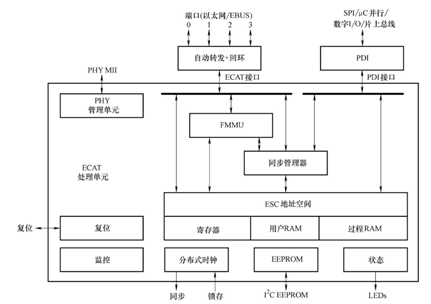 端口(以太网/EBUS)
0 1 2 3
SPI/μC并行/
数字I/O/片上总线
自动转发+回环
PDI
PHY MII
ECAT接口
PDI接口
PHY
管理单元
FMMU
同步管理器
ECAT
处理单元
ESC 地址空间
复位
复位
寄存器
用户RAM
过程RAM
监控
分布式时钟
EEPROM
状态
同步
锁存
I²C EEPROM
LEDs